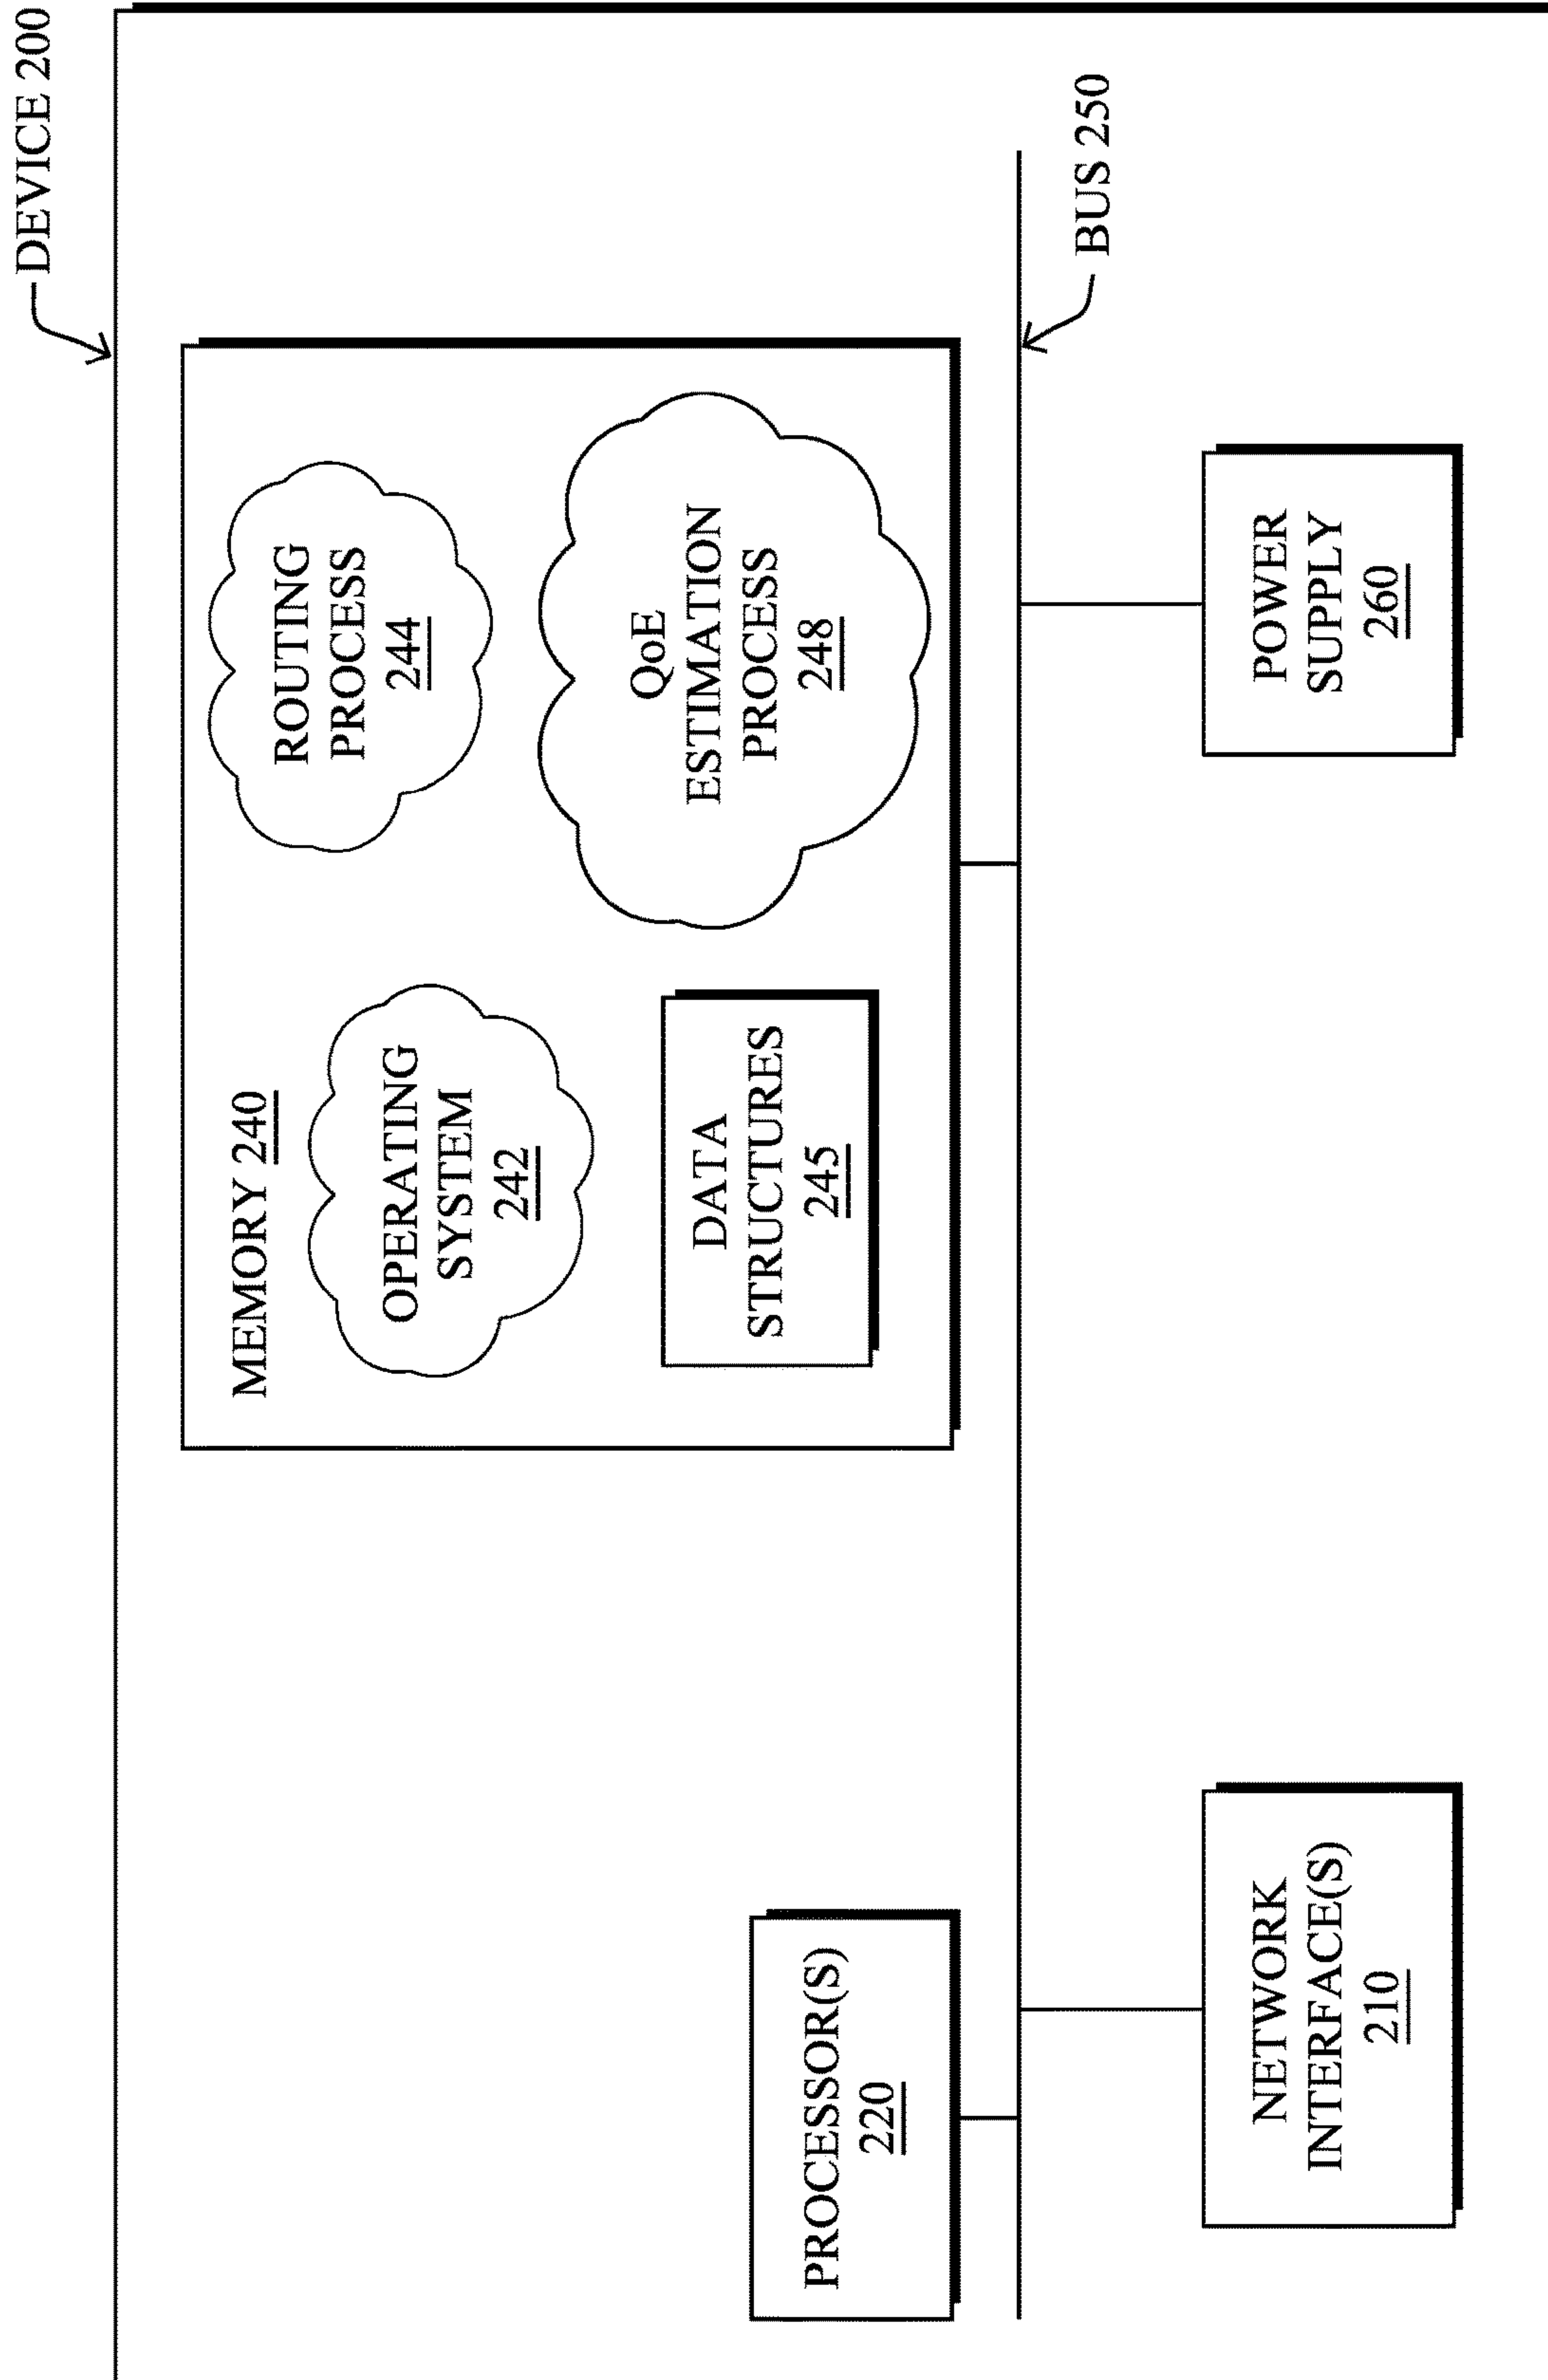 DEVICE 200
MEMORY 240
OPERATING
SYSTEM
242
ROUTING
PROCESS
244
DATA
STRUCTURES
245
QoE
ESTIMATION
PROCESS
248
PROCESSOR(S)
220
BUS 250
NETWORK
INTERFACE(S)
210
POWER
SUPPLY
260